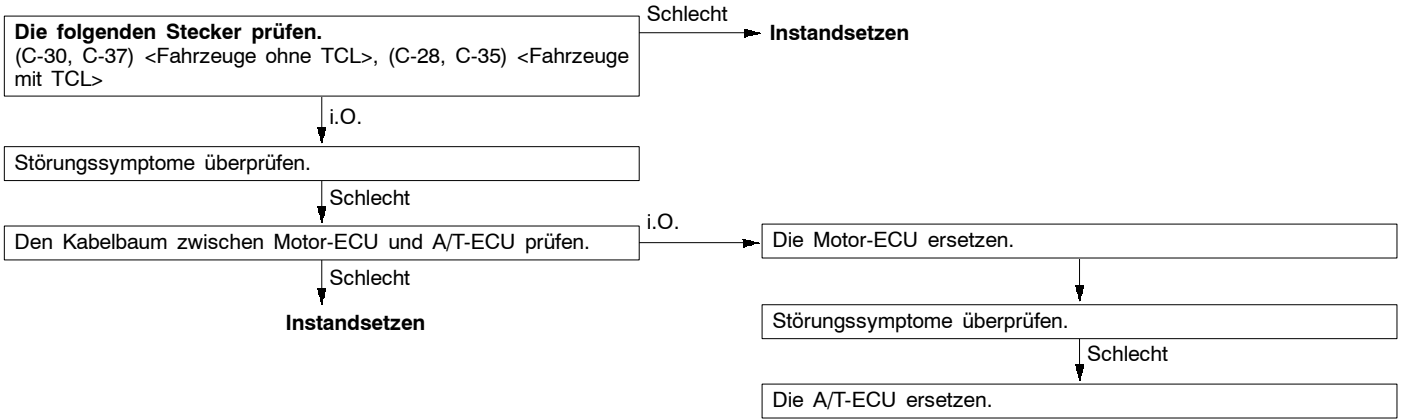 Die folgenden Stecker prüfen.
(C-30, C-37) <Fahrzeuge ohne TCL>, (C-28, C-35) <Fahrzeuge
mit TCL>
Schlecht
Instandsetzen
i.O.
Störungssymptome überprüfen.
Schlecht
Den Kabelbaum zwischen Motor-ECU und A/T-ECU prüfen.
i.O.
Die Motor-ECU ersetzen.
Schlecht
Instandsetzen
Störungssymptome überprüfen.
Schlecht
Die A/T-ECU ersetzen.